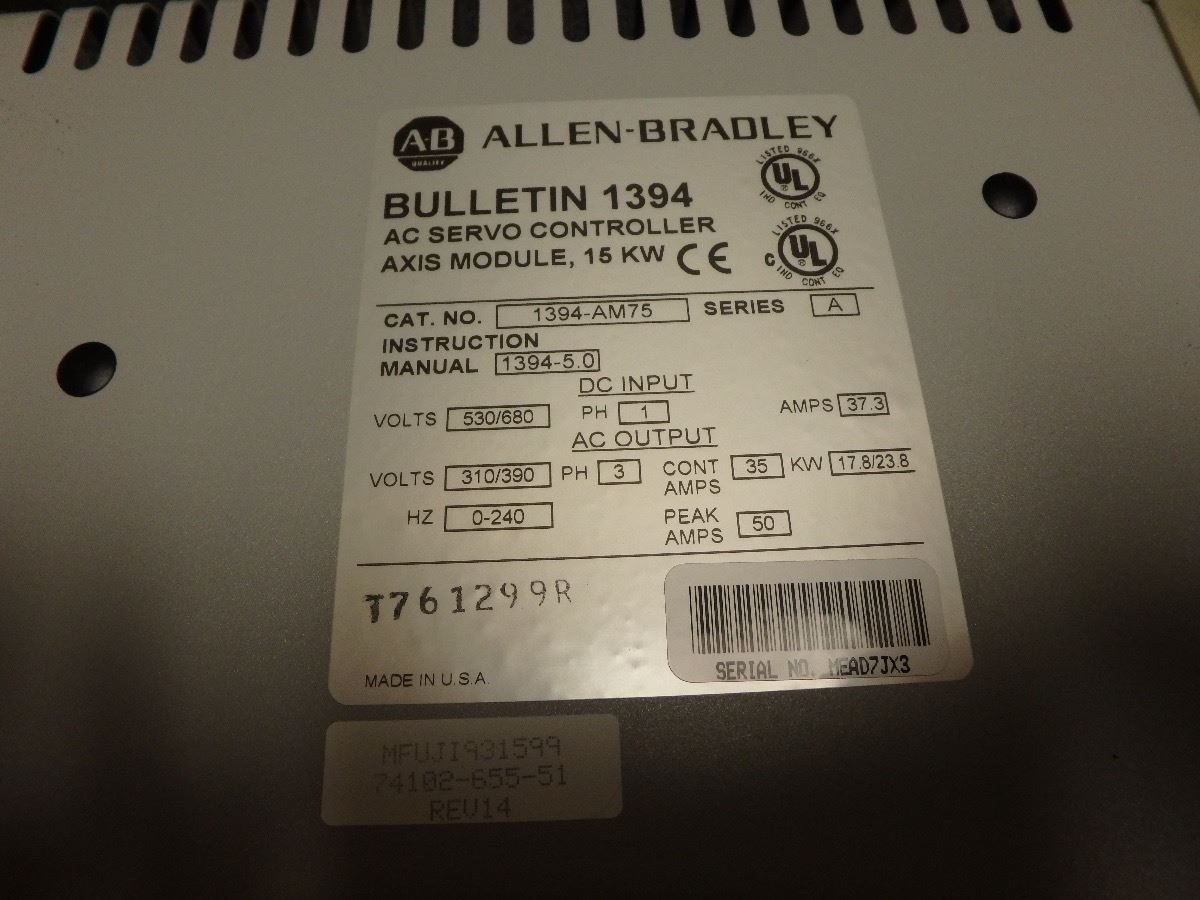 A-B QUALITY ALLEN-BRADLEY
BULLETIN 1394
AC SERVO CONTROLLER
AXIS MODULE, 15 KW CE
LISTED 966X
UL ®
IND CONT EQ
LISTED 966X
C UL ®
IND CONT EQ
CAT. NO. 1394-AM75 SERIES A
INSTRUCTION
MANUAL 1394-5.0
DC INPUT
VOLTS 530/680 PH 1 AMPS 37.3
AC OUTPUT
VOLTS 310/390 PH 3 CONT AMPS 35 KW 17.8/23.8
HZ 0-240 PEAK AMPS 50
T761299R
SERIAL NO. MEAD7JX3
MADE IN U.S.A.
MFUJI931599
74102-655-51
REV14